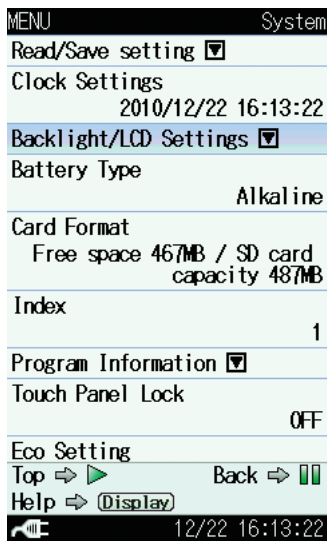 MENU System
Read/Save setting
Clock Settings
2010/12/22 16:13:22
Backlight/LCD Settings
Battery Type
Alkaline
Card Format
Free space 467MB / SD card
capacity 487MB
Index
1
Program Information
Touch Panel Lock
OFF
Eco Setting
Top ⇨ Back ⇨
Help ⇨ Display
12/22 16:13:22